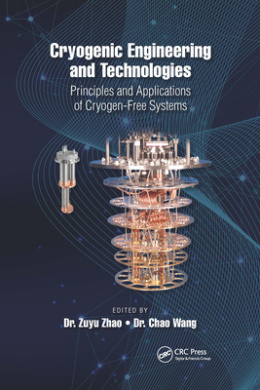 Cryogenic Engineering
and Technologies
Principles and Applications
of Cryogen-Free Systems
EDITED BY
Dr. Zuyu Zhao • Dr. Chao Wang
CRC Press
Taylor & Francis Group